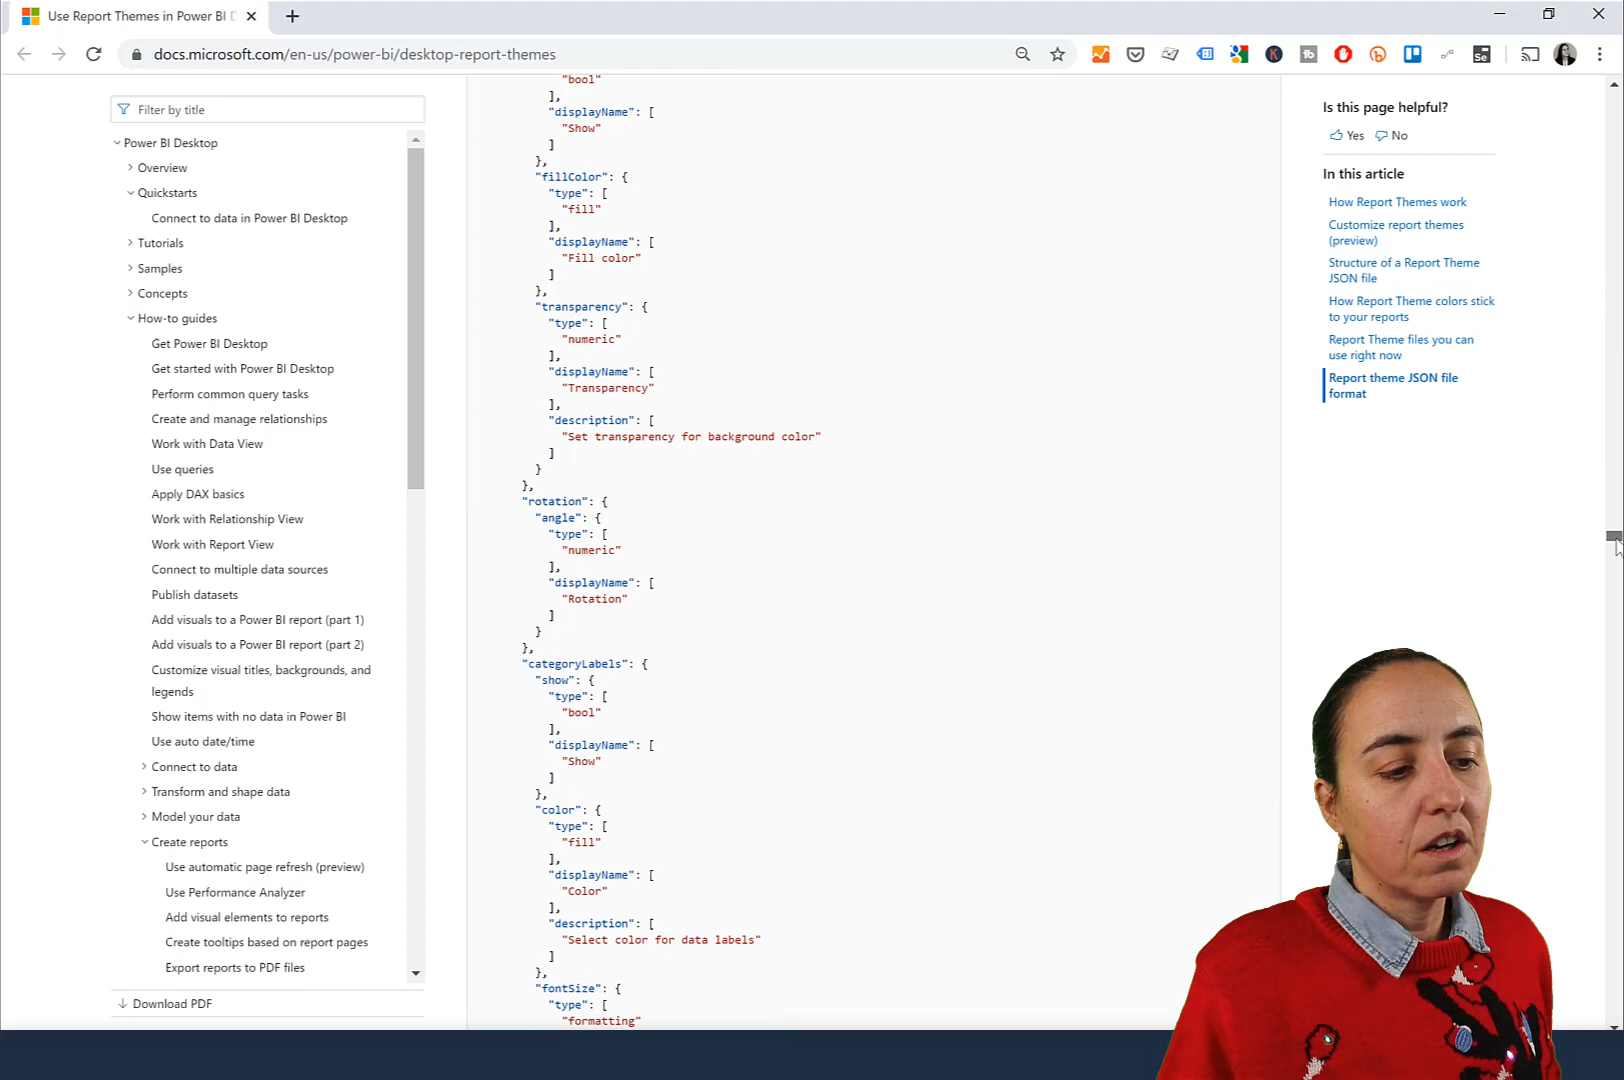 Use Report Themes in Power BI D
docs.microsoft.com/en-us/power-bi/desktop-report-themes
Filter by title
Power BI Desktop
Overview
Quickstarts
Connect to data in Power BI Desktop
Tutorials
Samples
Concepts
How-to guides
Get Power BI Desktop
Get started with Power BI Desktop
Perform common query tasks
Create and manage relationships
Work with Data View
Use queries
Apply DAX basics
Work with Relationship View
Work with Report View
Connect to multiple data sources
Publish datasets
Add visuals to a Power BI report (part 1)
Add visuals to a Power BI report (part 2)
Customize visual titles, backgrounds, and
legends
Show items with no data in Power BI
Use auto date/time
Connect to data
Transform and shape data
Model your data
Create reports
Use automatic page refresh (preview)
Use Performance Analyzer
Add visual elements to reports
Create tooltips based on report pages
Export reports to PDF files
Download PDF
"bool"
],
"displayName": [
"Show"
]
},
"fillColor": {
"type": [
"fill"
],
"displayName": [
"Fill color"
]
},
"transparency": {
"type": [
"numeric"
],
"displayName": [
"Transparency"
],
"description": [
"Set transparency for background color"
]
}
},
"rotation": {
"angle": {
"type": [
"numeric"
],
"displayName": [
"Rotation"
]
}
},
"categoryLabels": {
"show": {
"type": [
"bool"
],
"displayName": [
"Show"
]
},
"color": {
"type": [
"fill"
],
"displayName": [
"Color"
],
"description": [
"Select color for data labels"
]
},
"fontSize": {
"type": [
"formatting"
Is this page helpful?
Yes No
In this article
How Report Themes work
Customize report themes
(preview)
Structure of a Report Theme
JSON file
How Report Theme colors stick
to your reports
Report Theme files you can
use right now
Report theme JSON file
format